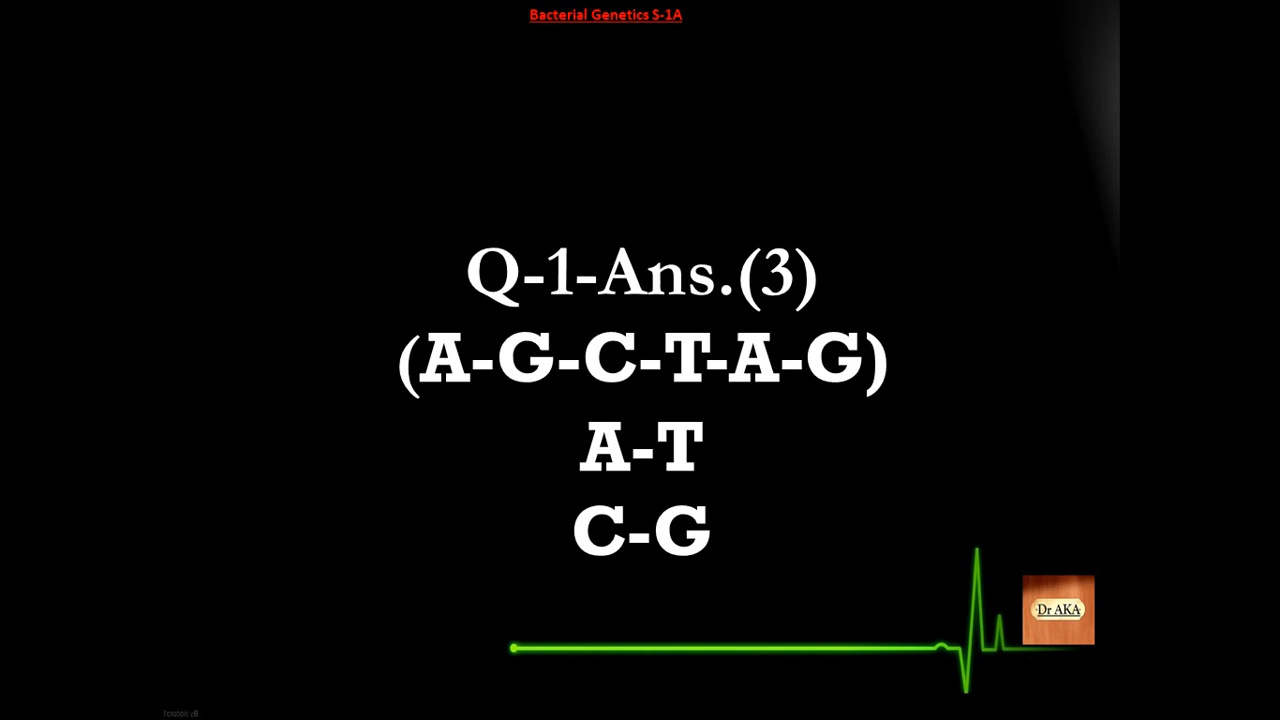 Bacterial Genetics S-1A
Q-1-Ans.(3)
(A-G-C-T-A-G)
A-T
C-G
Dr AKA